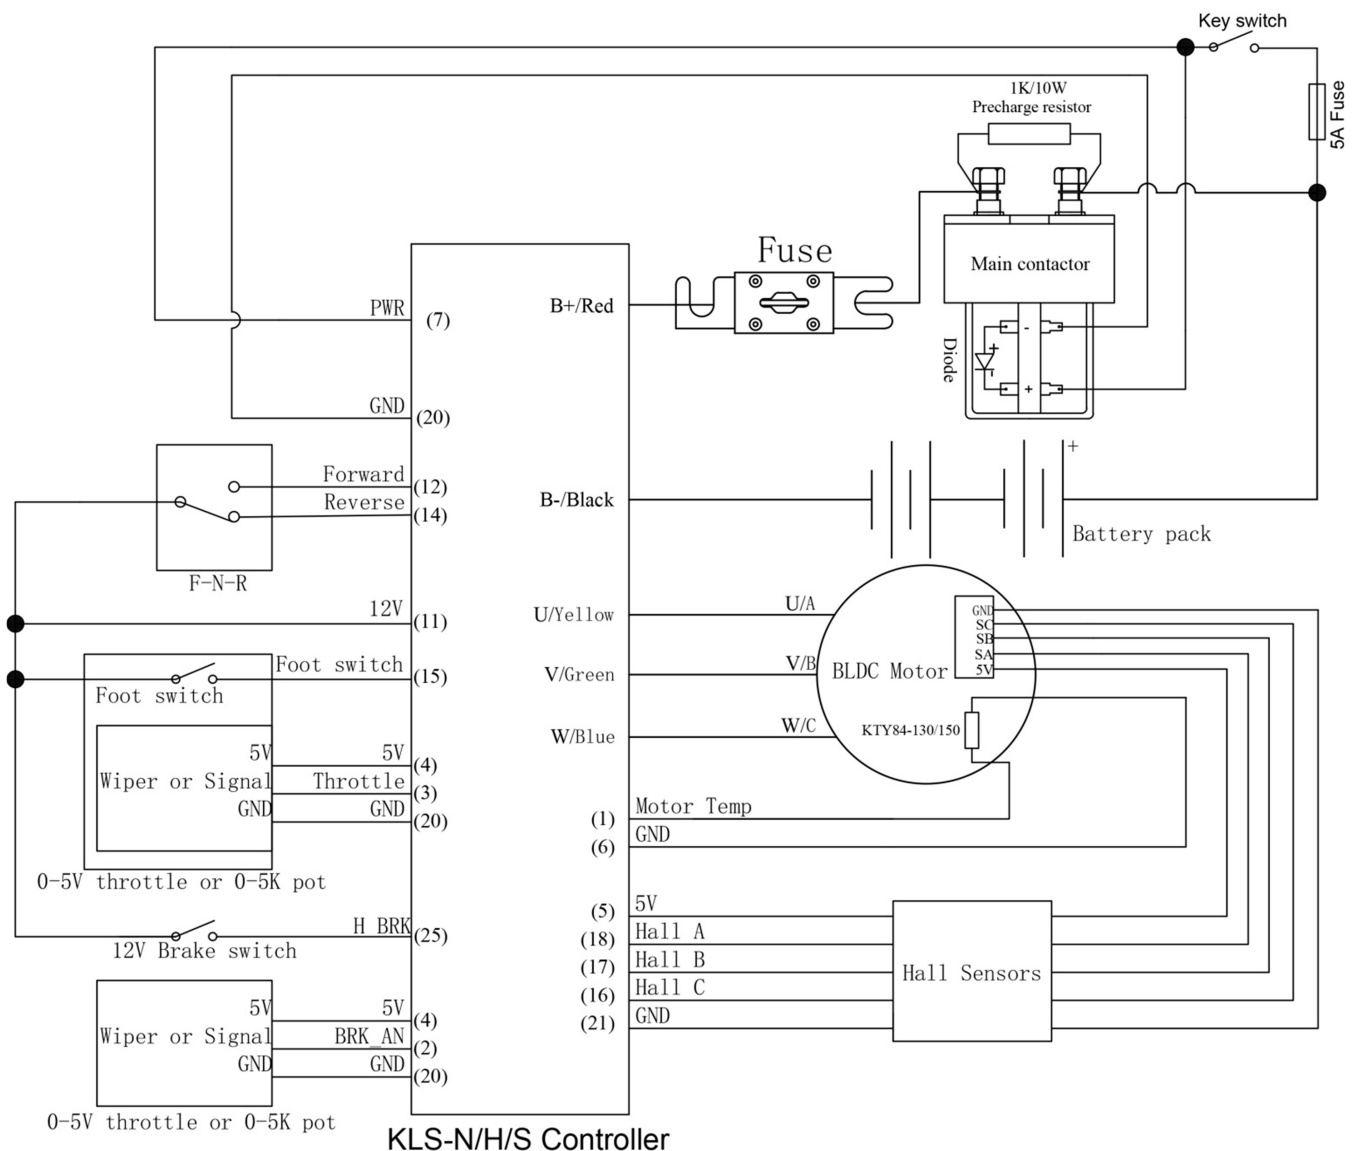 Key switch
1K/10W
Precharge resistor
5A Fuse
Fuse
Main contactor
B+/Red
PWR
(7)
-
Diode
+
-
+
GND
(20)
+
Forward
(12)
Reverse
(14)
B-/Black
Battery pack
F-N-R
12V
(11)
U/Yellow
U/A
GND
SC
SB
SA
5V
Foot switch
(15)
Foot switch
V/Green
V/B
BLDC Motor
W/Blue
W/C
KTY84-130/150
5V
5V
(4)
Wiper or Signal
Throttle
(3)
GND
GND
(20)
(1)
Motor Temp
(6)
GND
0-5V throttle or 0-5K pot
(5)
5V
(18)
Hall A
(17)
Hall B
(16)
Hall C
(21)
GND
Hall Sensors
H_BRK
(25)
12V Brake switch
5V
5V
(4)
Wiper or Signal
BRK_AN
(2)
GND
GND
(20)
0-5V throttle or 0-5K pot
KLS-N/H/S Controller